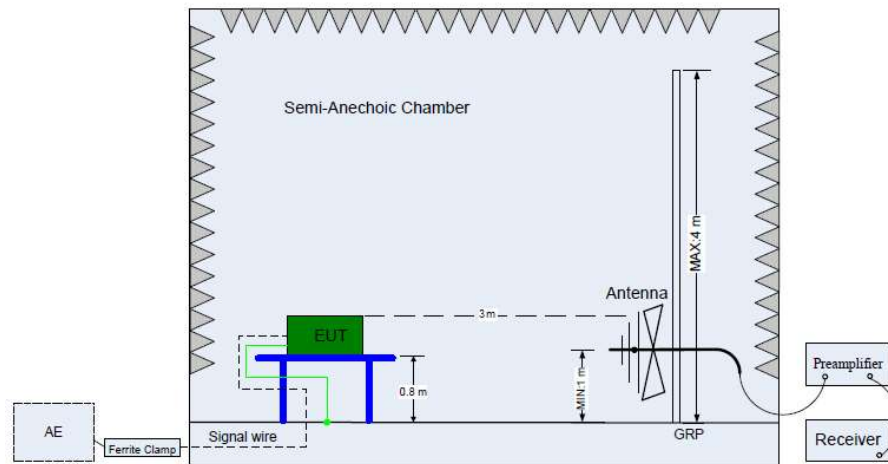 Semi-Anechoic Chamber
MAX:4 m
Antenna
3m
EUT
Preamplifier
0.8 m
MIN:1 m
AE
Ferrite Clamp
Signal wire
GRP
Receiver